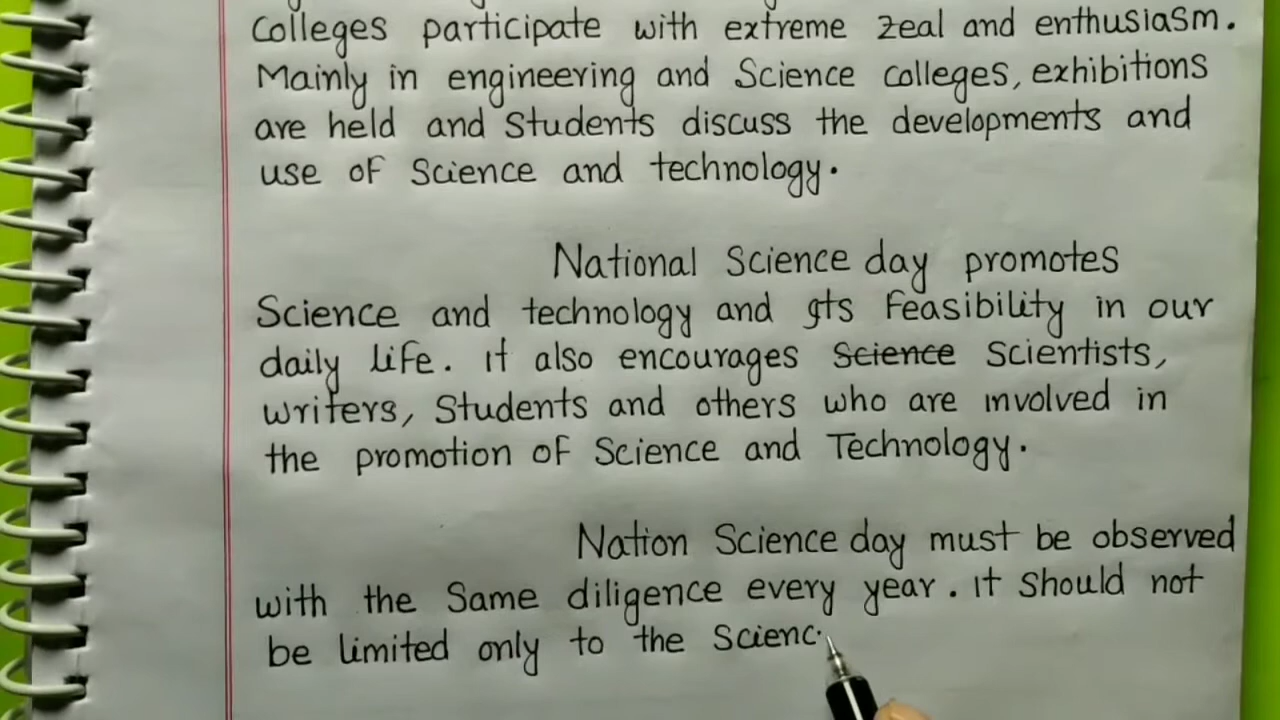 Colleges participate with extreme zeal and enthusiasm.
Mainly in engineering and Science colleges, exhibitions
are held and Students discuss the developments and
use of Science and technology.
National Science day promotes
Science and technology and gts Feasibility in our
daily life. It also encourages Science Scientists,
writers, Students and others who are involved in
the promotion of Science and Technology.
Nation Science day must be observed
with the Same diligence every year. It Should not
be limited only to the Scienc